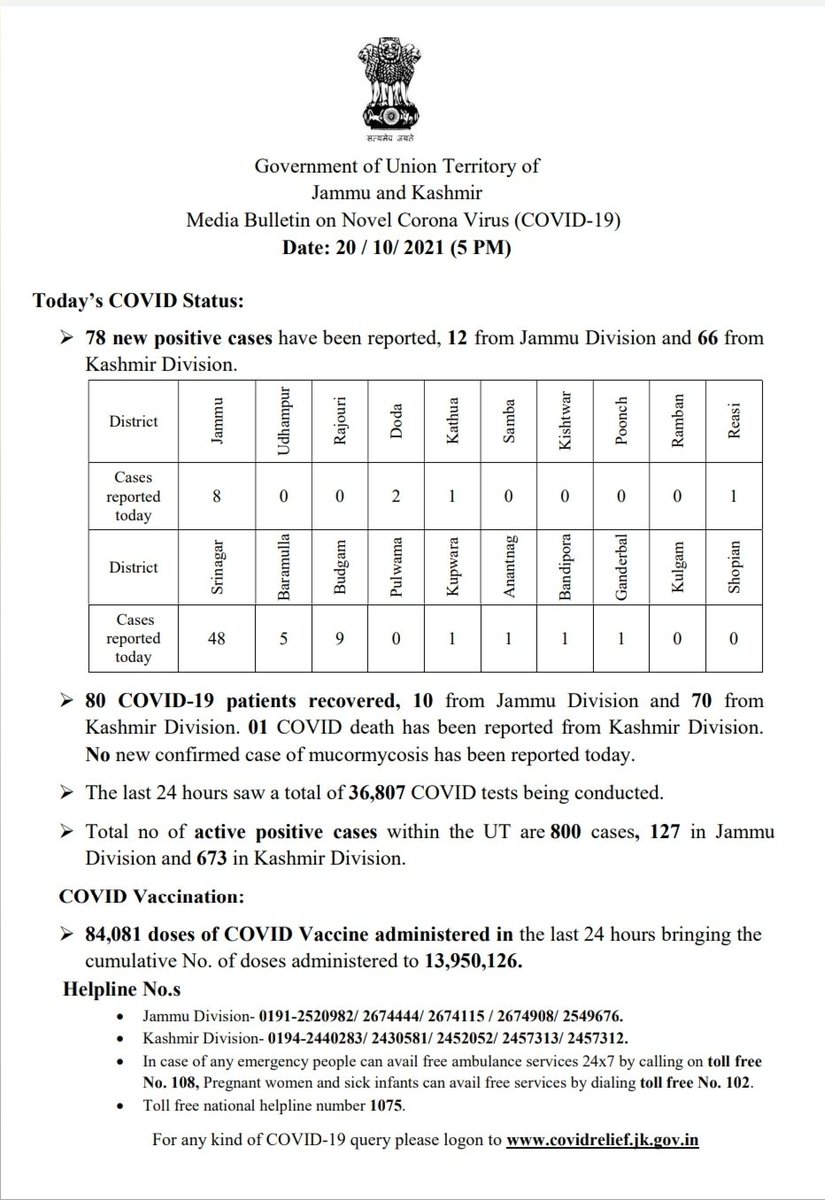 सत्यमेव जयते
Government of Union Territory of
Jammu and Kashmir
Media Bulletin on Novel Corona Virus (COVID-19)
Date: 20 / 10/ 2021 (5 PM)
Today’s COVID Status:
➢ 78 new positive cases have been reported, 12 from Jammu Division and 66 from
Kashmir Division.
District Jammu Udhampur Rajouri Doda Kathua Samba Kishtwar Poonch Ramban Reasi
Cases reported today 8 0 0 2 1 0 0 0 0 1
District Srinagar Baramulla Budgam Pulwama Kupwara Anantnag Bandipora Ganderbal Kulgam Shopian
Cases reported today 48 5 9 0 1 1 1 1 0 0
➢ 80 COVID-19 patients recovered, 10 from Jammu Division and 70 from
Kashmir Division. 01 COVID death has been reported from Kashmir Division.
No new confirmed case of mucormycosis has been reported today.
➢ The last 24 hours saw a total of 36,807 COVID tests being conducted.
➢ Total no of active positive cases within the UT are 800 cases, 127 in Jammu
Division and 673 in Kashmir Division.
COVID Vaccination:
➢ 84,081 doses of COVID Vaccine administered in the last 24 hours bringing the
cumulative No. of doses administered to 13,950,126.
Helpline No.s
• Jammu Division- 0191-2520982/ 2674444/ 2674115 / 2674908/ 2549676.
• Kashmir Division- 0194-2440283/ 2430581/ 2452052/ 2457313/ 2457312.
• In case of any emergency people can avail free ambulance services 24x7 by calling on toll free
No. 108, Pregnant women and sick infants can avail free services by dialing toll free No. 102.
• Toll free national helpline number 1075.
For any kind of COVID-19 query please logon to www.covidrelief.jk.gov.in